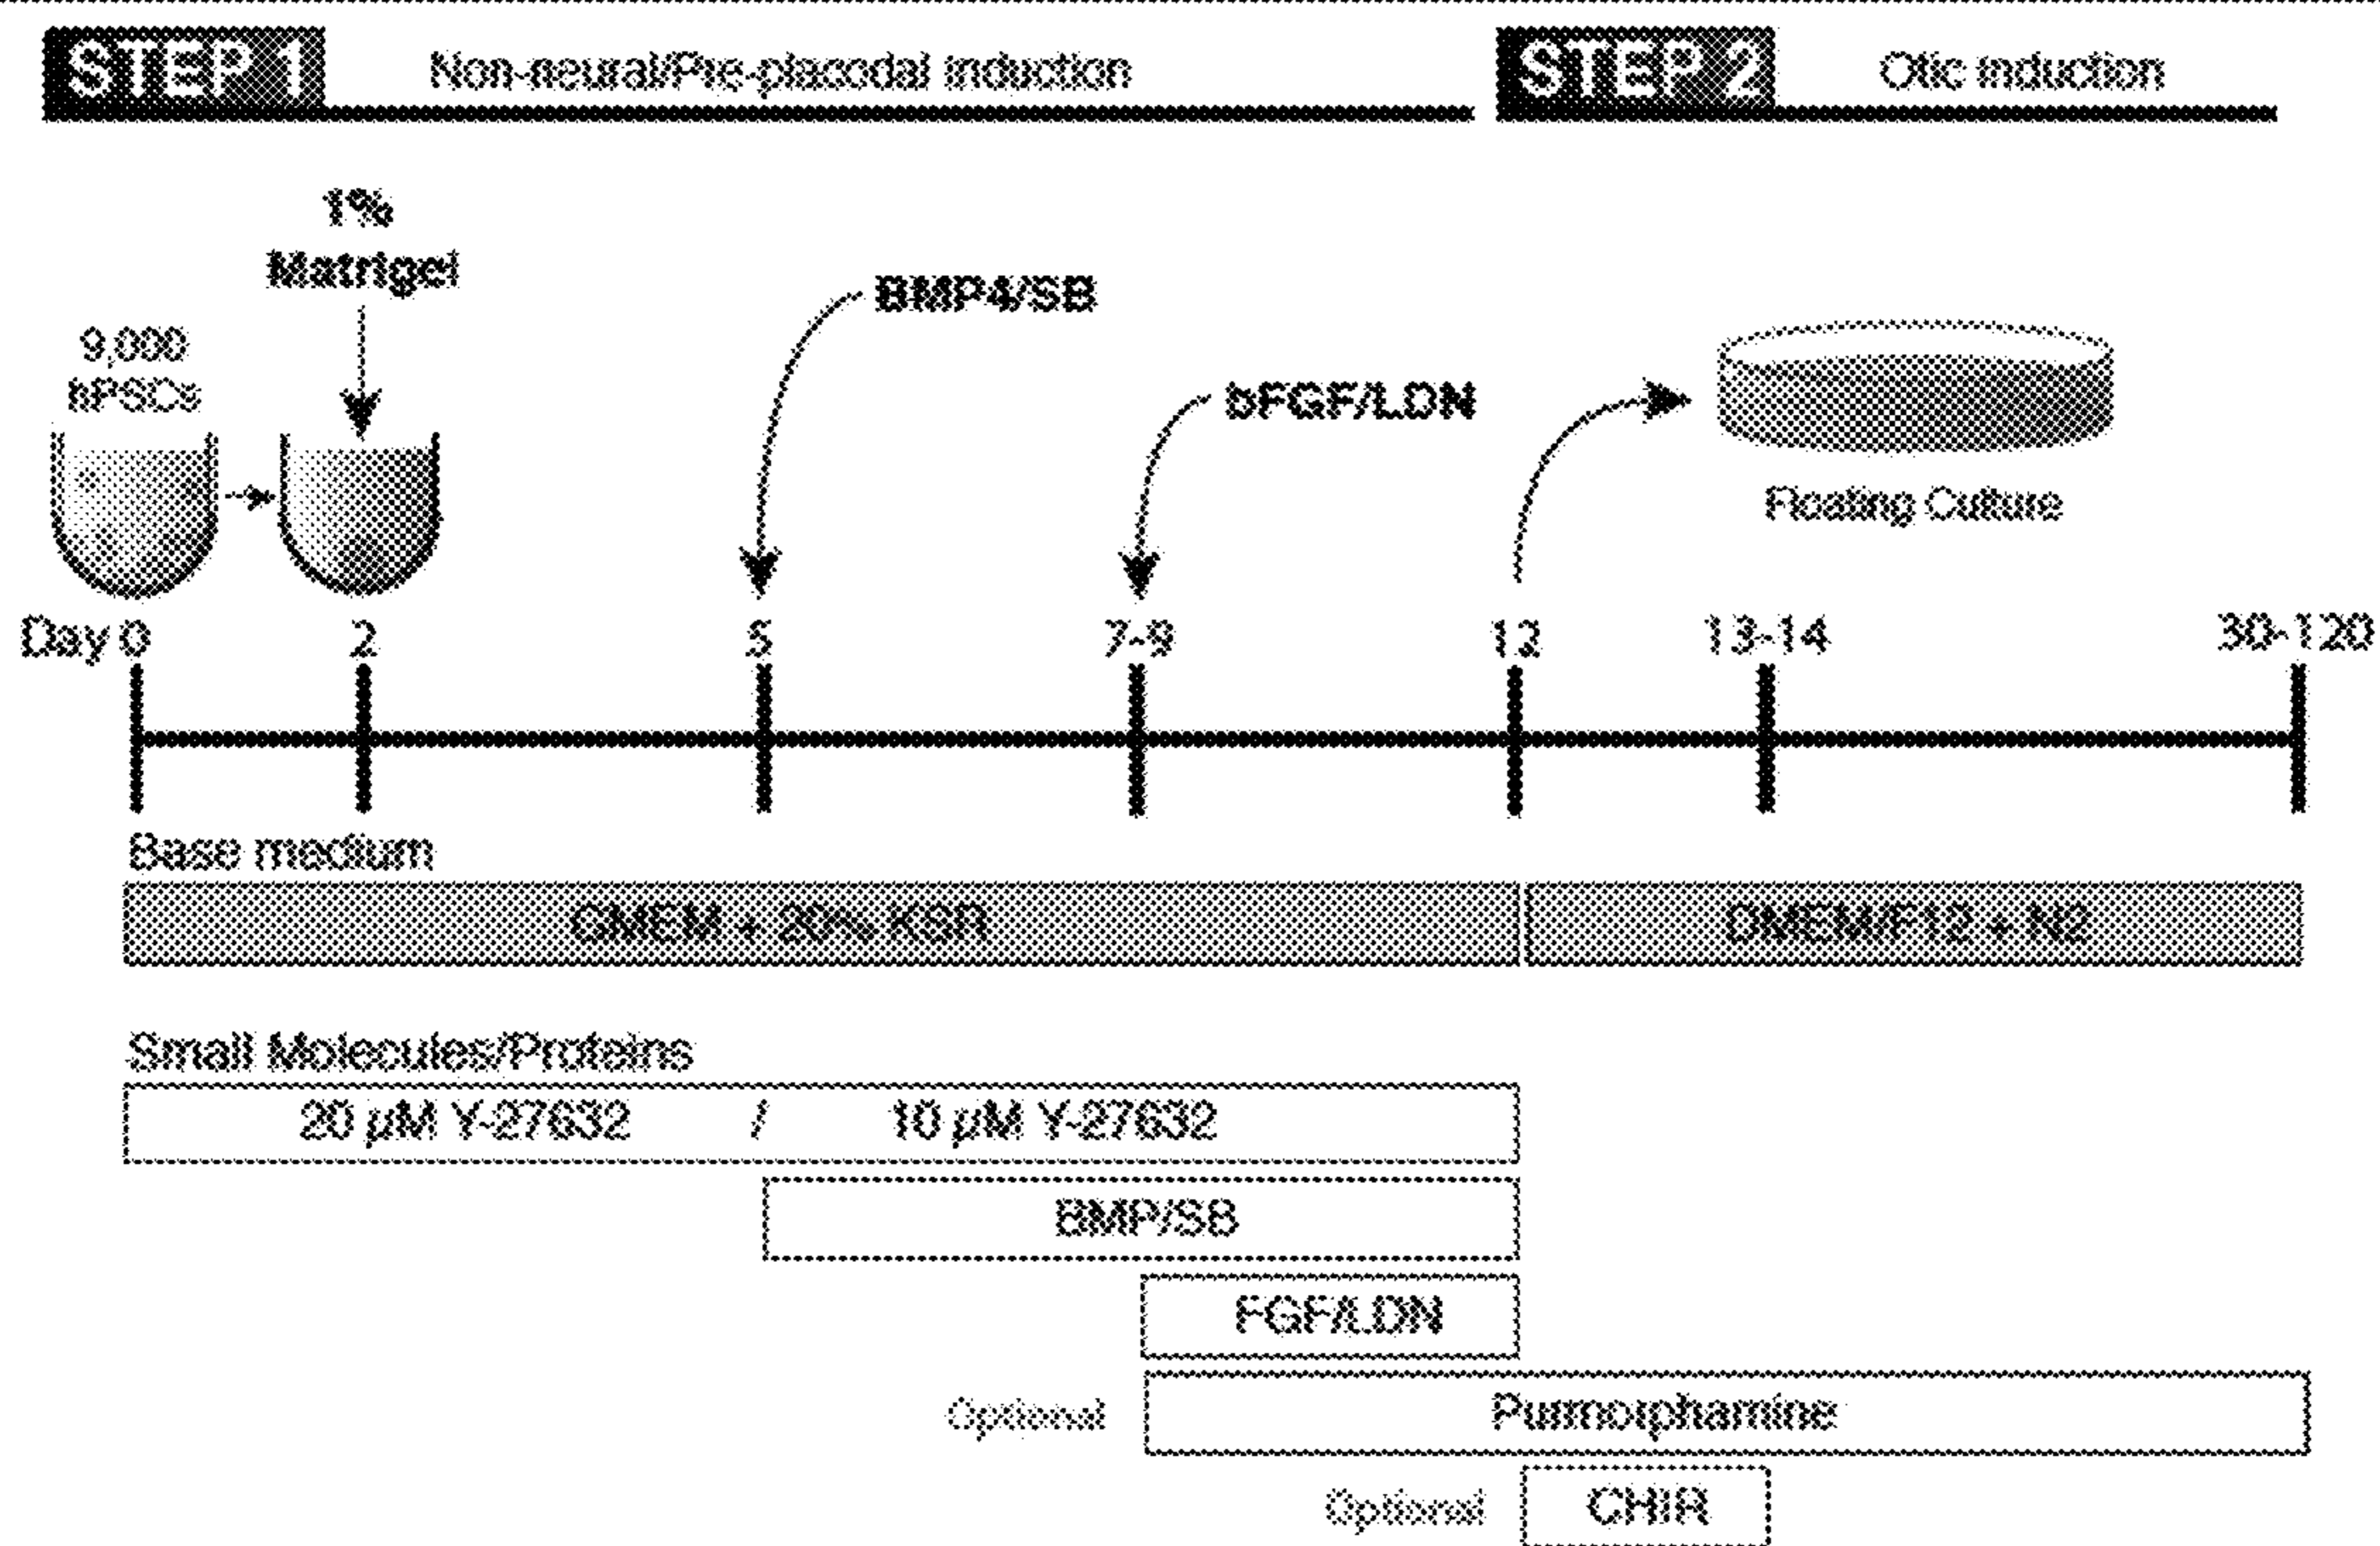 STEP 1
Non-neural/Pre-placodal Induction
STEP 2
Otic Induction
1%
Matrigel
BMP4/SB
9,000
hPSCs
bFGF/LDN
Floating Culture
Day 0
2
5
7-9
12
13-14
30-120
Base medium
GMEM + 20% KSR
DMEM/F12 + N2
Small Molecules/Proteins
20 µM Y-27632 / 10 µM Y-27632
BMP/SB
FGF/LDN
Optional
Purmorphamine
Optional
CHIR